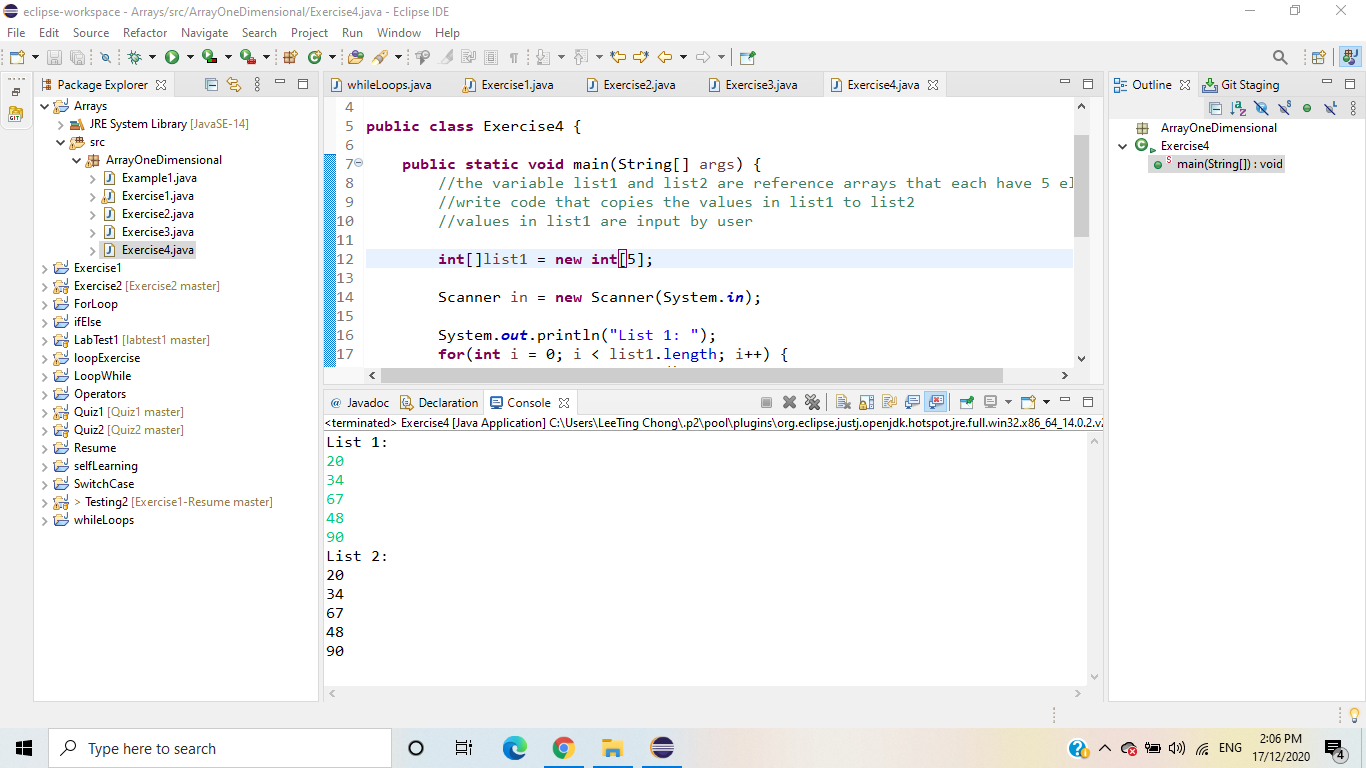 eclipse-workspace - Arrays/src/ArrayOneDimensional/Exercise4.java - Eclipse IDE
File Edit Source Refactor Navigate Search Project Run Window Help
Package Explorer
Arrays
JRE System Library [JavaSE-14]
src
ArrayOneDimensional
Example1.java
Exercise1.java
Exercise2.java
Exercise3.java
Exercise4.java
Exercise1
Exercise2 [Exercise2 master]
ForLoop
ifElse
LabTest1 [labtest1 master]
loopExercise
LoopWhile
Operators
Quiz1 [Quiz1 master]
Quiz2 [Quiz2 master]
Resume
selfLearning
SwitchCase
> Testing2 [Exercise1-Resume master]
whileLoops
whileLoops.java Exercise1.java Exercise2.java Exercise3.java Exercise4.java
4
5 public class Exercise4 {
6
7 public static void main(String[] args) {
8 //the variable list1 and list2 are reference arrays that each have 5 el
9 //write code that copies the values in list1 to list2
10 //values in list1 are input by user
11
12 int[]list1 = new int[5];
13
14 Scanner in = new Scanner(System.in);
15
16 System.out.println("List 1: ");
17 for(int i = 0; i < list1.length; i++) {
@ Javadoc Declaration Console
<terminated> Exercise4 [Java Application] C:\Users\LeeTing Chong\.p2\pool\plugins\org.eclipse.justj.openjdk.hotspot.jre.full.win32.x86_64_14.0.2.v2
List 1:
20
34
67
48
90
List 2:
20
34
67
48
90
Outline Git Staging
ArrayOneDimensional
Exercise4
main(String[]) : void
Type here to search
ENG
2:06 PM
17/12/2020
4